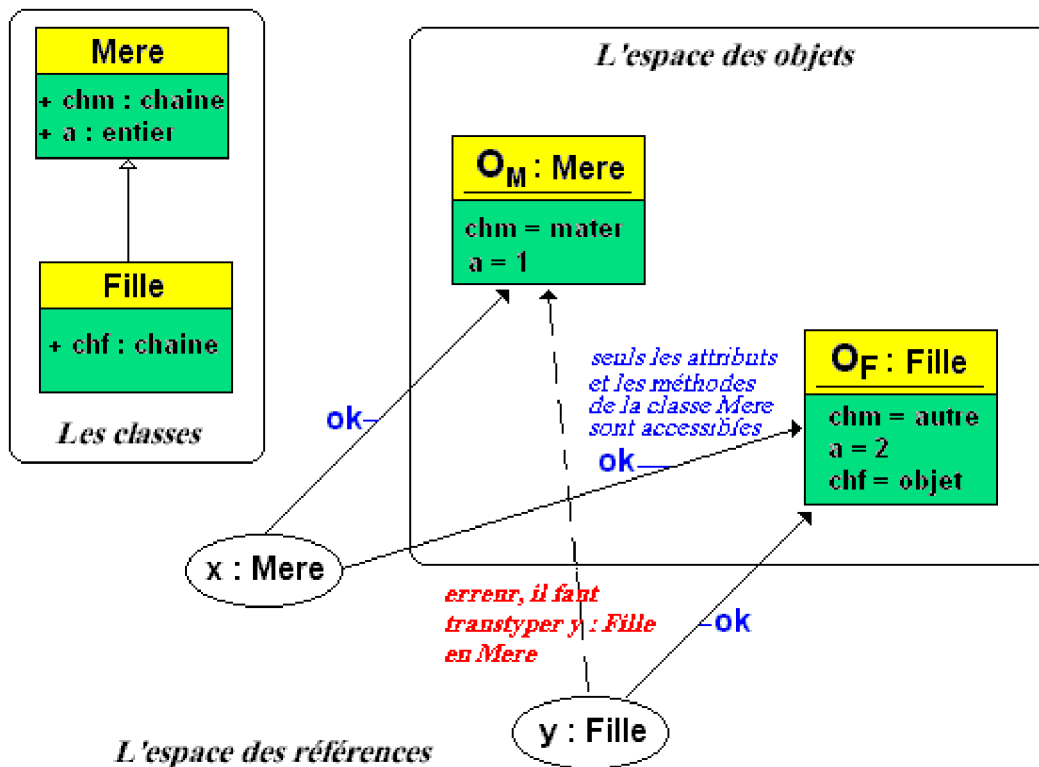 Mere
+ chm : chaine
+ a : entier
Fille
+ chf : chaine
Les classes
L'espace des objets
OM : Mere
chm = mater
a = 1
seuls les attributs
et les méthodes
de la classe Mere
sont accessibles
OF : Fille
chm = autre
a = 2
chf = objet
ok
ok
x : Mere
erreur, il faut
transtyper y : Fille
en Mere
ok
y : Fille
L'espace des références